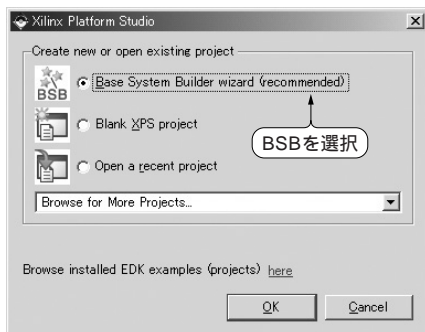 Xilinx Platform Studio
Create new or open existing project
BSB
Base System Builder wizard (recommended)
BSBを選択
Blank XPS project
Open a recent project
Browse for More Projects...
Browse installed EDK examples (projects) here
OK
Cancel